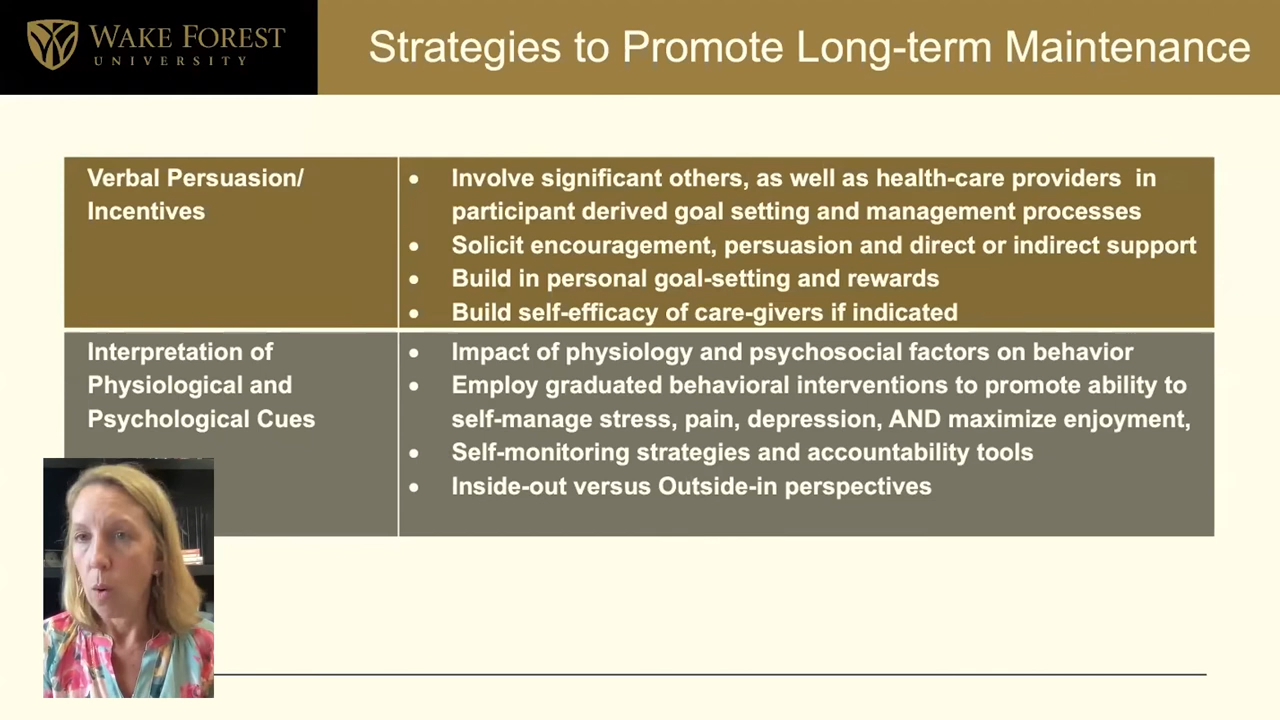 WAKE FOREST
UNIVERSITY
Strategies to Promote Long-term Maintenance
Verbal Persuasion/
Incentives
• Involve significant others, as well as health-care providers in
participant derived goal setting and management processes
• Solicit encouragement, persuasion and direct or indirect support
• Build in personal goal-setting and rewards
• Build self-efficacy of care-givers if indicated
Interpretation of
Physiological and
Psychological Cues
• Impact of physiology and psychosocial factors on behavior
• Employ graduated behavioral interventions to promote ability to
self-manage stress, pain, depression, AND maximize enjoyment,
• Self-monitoring strategies and accountability tools
• Inside-out versus Outside-in perspectives